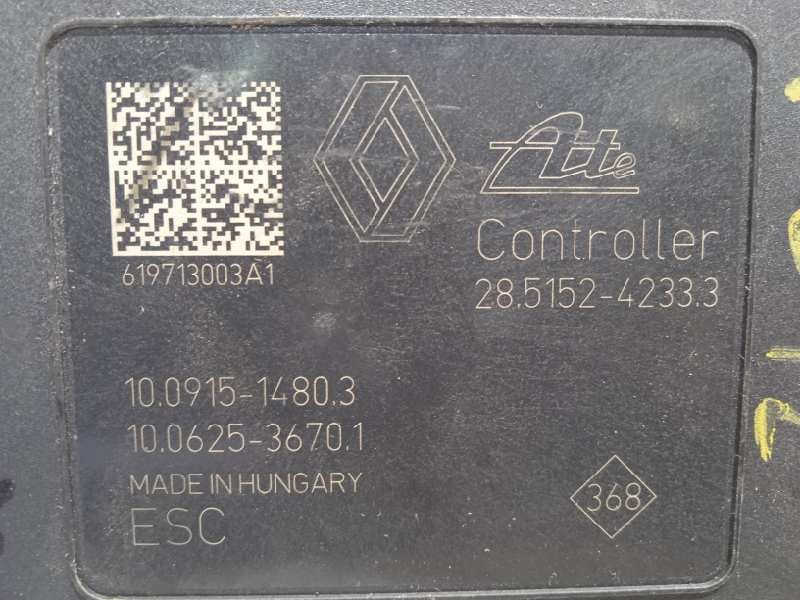 Ate
Controller
28.5152-4233.3
619713003A1
10.0915-1480.3
10.0625-3670.1
MADE IN HUNGARY
ESC
368